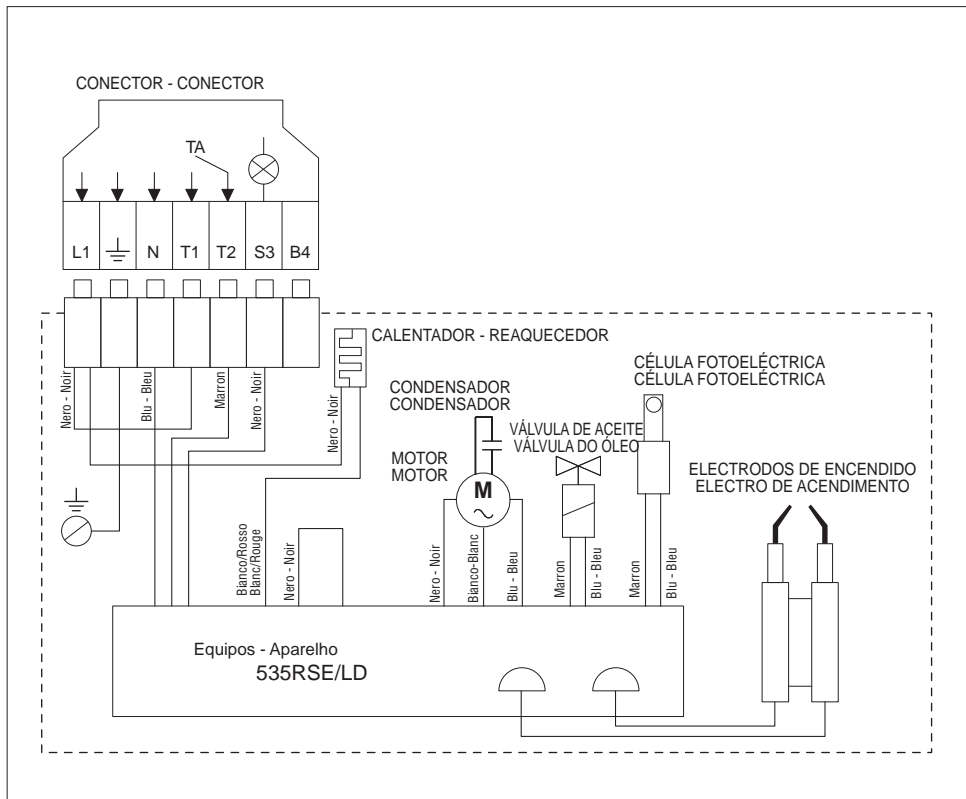 CONECTOR - CONECTOR
TA
L1
N
T1
T2
S3
B4
CALENTADOR - REAQUECEDOR
CÉLULA FOTOELÉCTRICA
CÉLULA FOTOELÉCTRICA
CONDENSADOR
CONDENSADOR
VÁLVULA DE ACEITE
VÁLVULA DO ÓLEO
MOTOR
MOTOR
M
ELECTRODOS DE ENCENDIDO
ELECTRO DE ACENDIMENTO
Nero - Noir
Blu - Bleu
Marron
Nero - Noir
Nero - Noir
Bianco/Rosso
Blanc/Rouge
Nero - Noir
Nero - Noir
Bianco-Blanc
Blu - Bleu
Marron
Blu - Bleu
Marron
Blu - Bleu
Equipos - Aparelho
535RSE/LD